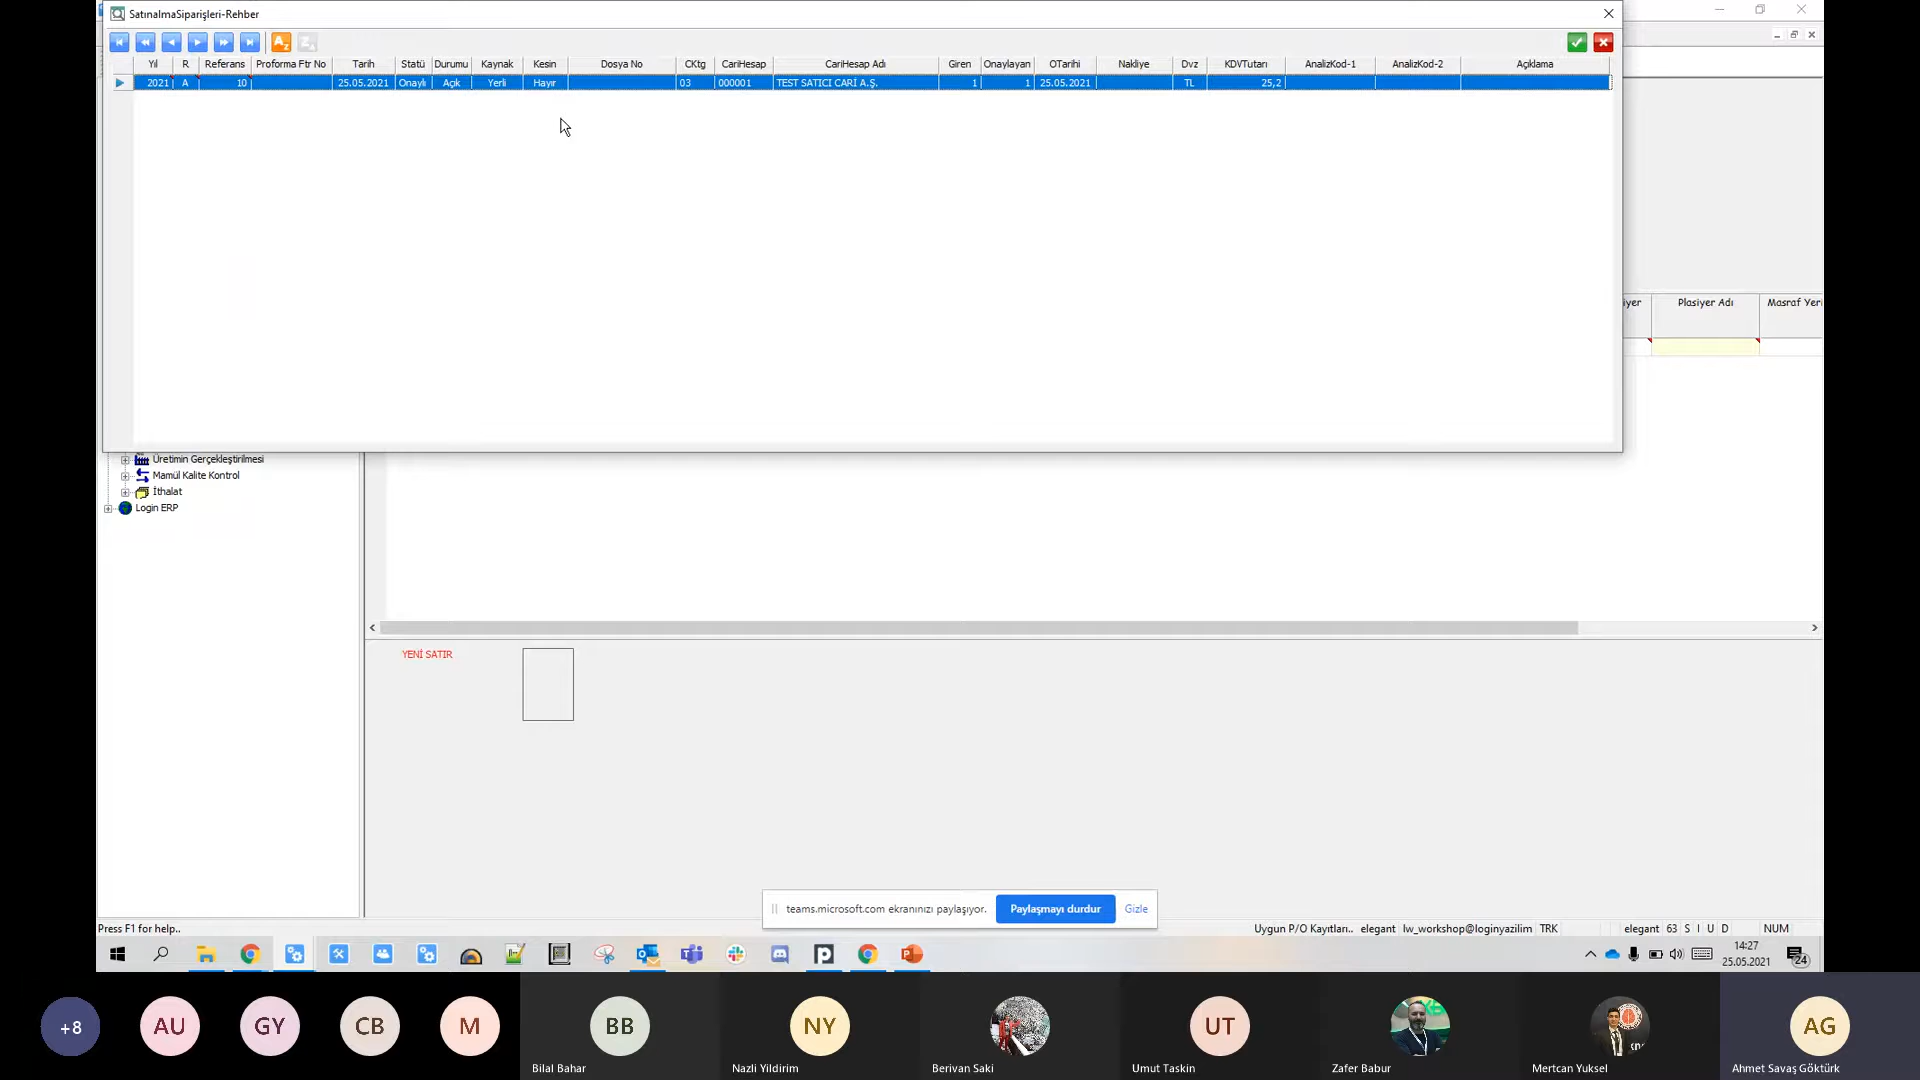 SatınalmaSiparişleri-Rehber
Yıl R Referans Proforma Ftr No Tarih Statü Durumu Kaynak Kesin Dosya No CKtg CariHesap CariHesap Adı Giren Onaylayan OTarihi Nakliye Dvz KDVTutarı AnalizKod-1 AnalizKod-2 Açıklama
2021 A 10 25.05.2021 Onaylı Açık Yerli Hayır 03 000001 TEST SATICI CARİ A.Ş. 1 1 25.05.2021 TL 25,2
iyer Plasiyer Adı Masraf Yeri
Üretimin Gerçekleştirilmesi
Mamül Kalite Kontrol
İthalat
Login ERP
YENİ SATIR
teams.microsoft.com ekranınızı paylaşıyor. Paylaşmayı durdur Gizle
Press F1 for help.. Uygun P/O Kayıtları.. elegant lw_workshop@loginyazilim TRK elegant 63 S I U D NUM
14:27
25.05.2021
24
+8 AU GY CB M BB NY UT AG
Bilal Bahar Nazli Yildirim Berivan Saki Umut Taskin Zafer Babur Mertcan Yuksel Ahmet Savaş Göktürk